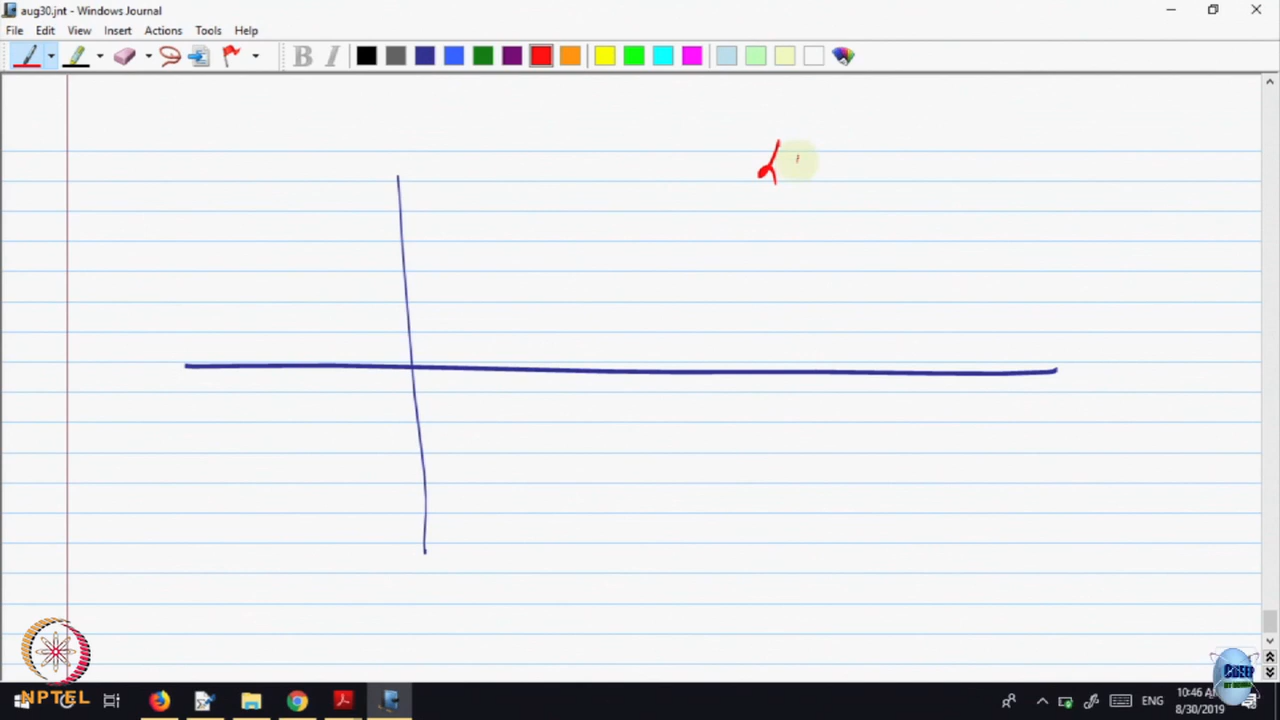 aug30.jnt - Windows Journal
File Edit View Insert Actions Tools Help
B I
α
NPTEL
ENG
10:46
8/30/2019